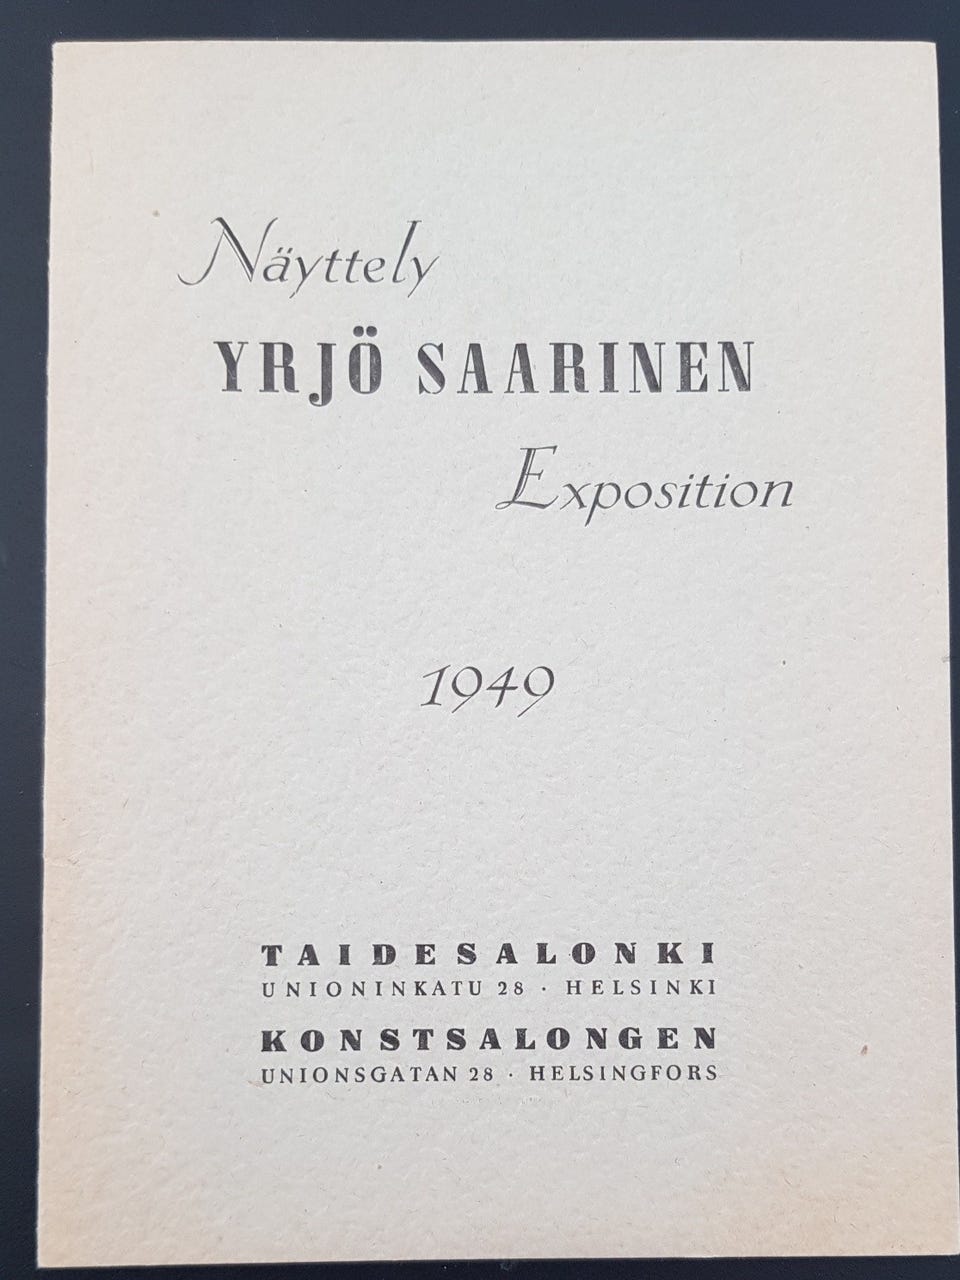 Näyttely
YRJÖ SAARINEN
Exposition
1949
TAIDESALONKI
UNIONINKATU 28 · HELSINKI
KONSTSALONGEN
UNIONSGATAN 28 · HELSINGFORS